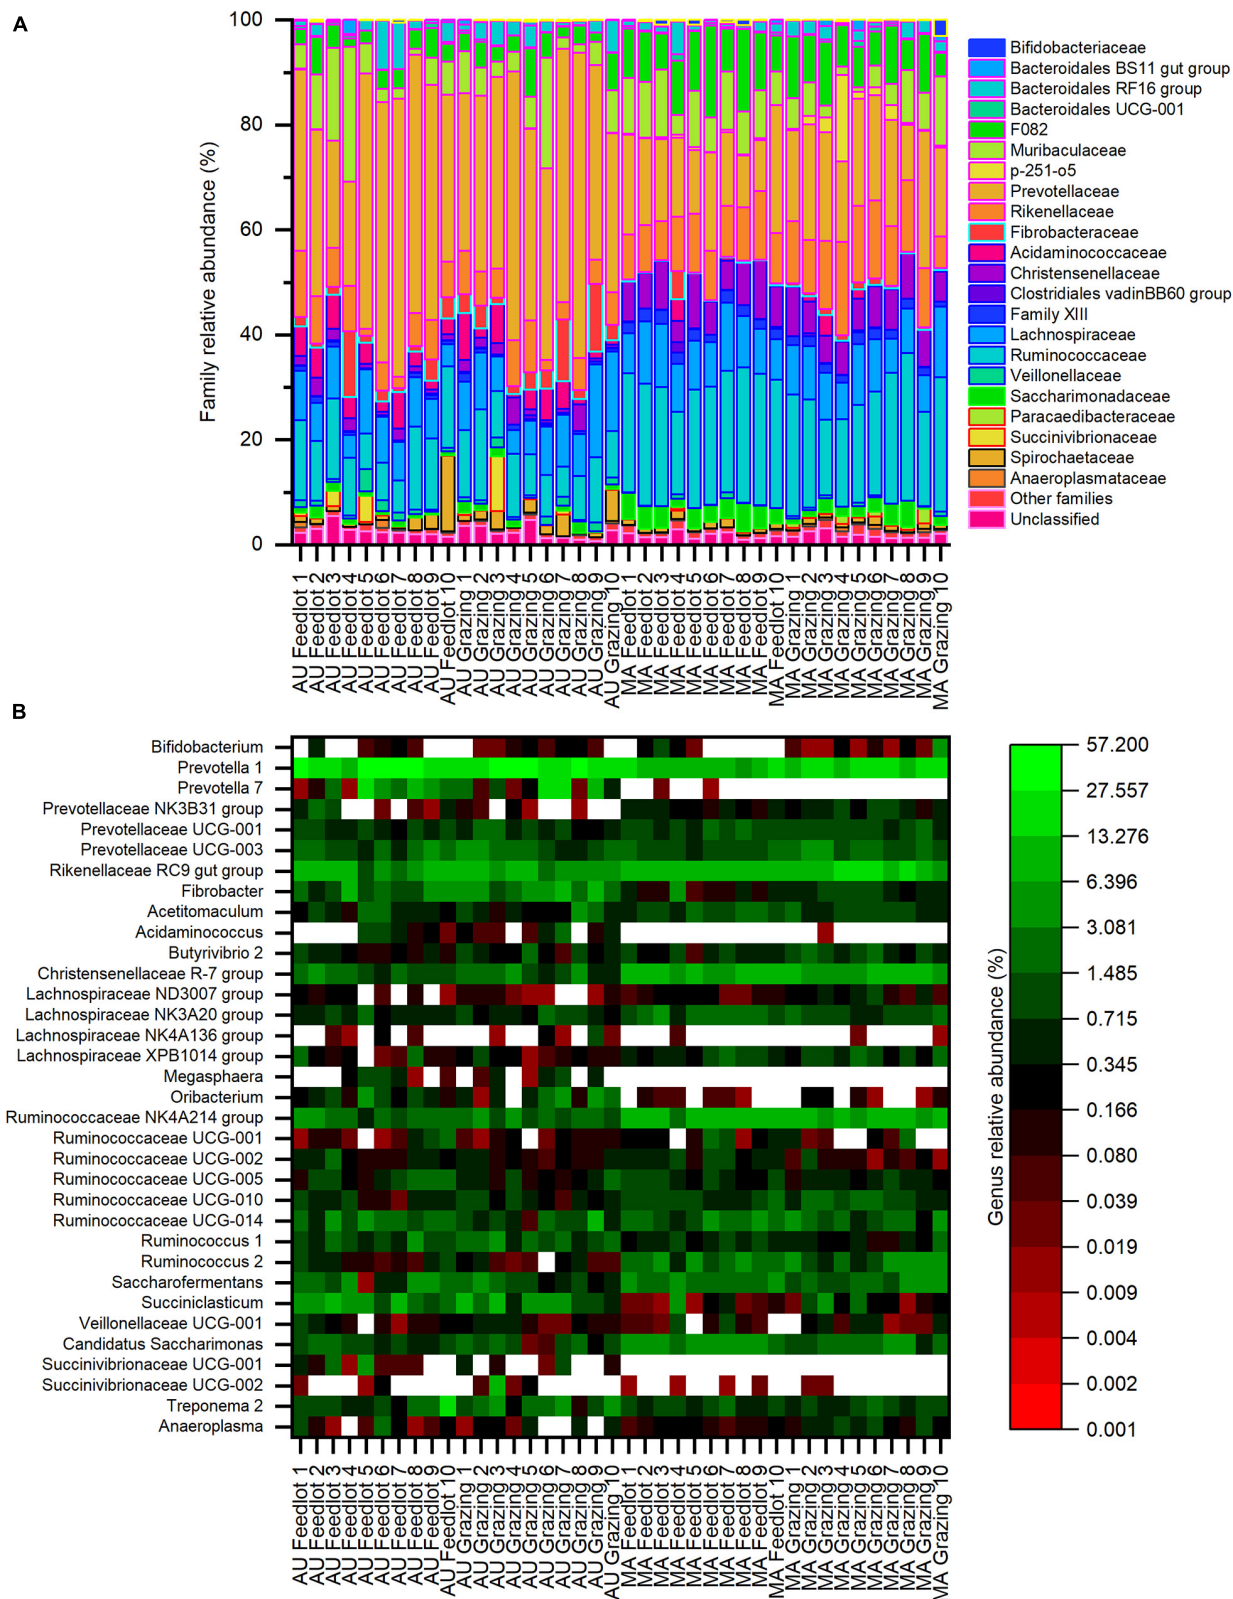 A
Family relative abundance (%)
100
80
60
40
20
0
Bifidobacteriaceae
Bacteroidales BS11 gut group
Bacteroidales RF16 group
Bacteroidales UCG-001
F082
Muribaculaceae
p-251-o5
Prevotellaceae
Rikenellaceae
Fibrobacteraceae
Acidaminococcaceae
Christensenellaceae
Clostridiales vadinBB60 group
Family XIII
Lachnospiraceae
Ruminococcaceae
Veillonellaceae
Saccharimonadaceae
Paracaedibacteraceae
Succinivibrionaceae
Spirochaetaceae
Anaeroplasmataceae
Other families
Unclassified
AU Feedlot 1
AU Feedlot 2
AU Feedlot 3
AU Feedlot 4
AU Feedlot 5
AU Feedlot 6
AU Feedlot 7
AU Feedlot 8
AU Feedlot 9
AU Feedlot 10
AU Grazing 1
AU Grazing 2
AU Grazing 3
AU Grazing 4
AU Grazing 5
AU Grazing 6
AU Grazing 7
AU Grazing 8
AU Grazing 9
AU Grazing 10
MA Feedlot 1
MA Feedlot 2
MA Feedlot 3
MA Feedlot 4
MA Feedlot 5
MA Feedlot 6
MA Feedlot 7
MA Feedlot 8
MA Feedlot 9
MA Feedlot 10
MA Grazing 1
MA Grazing 2
MA Grazing 3
MA Grazing 4
MA Grazing 5
MA Grazing 6
MA Grazing 7
MA Grazing 8
MA Grazing 9
MA Grazing 10
B
Bifidobacterium
Prevotella 1
Prevotella 7
Prevotellaceae NK3B31 group
Prevotellaceae UCG-001
Prevotellaceae UCG-003
Rikenellaceae RC9 gut group
Fibrobacter
Acetitomaculum
Acidaminococcus
Butyrivibrio 2
Christensenellaceae R-7 group
Lachnospiraceae ND3007 group
Lachnospiraceae NK3A20 group
Lachnospiraceae NK4A136 group
Lachnospiraceae XPB1014 group
Megasphaera
Oribacterium
Ruminococcaceae NK4A214 group
Ruminococcaceae UCG-001
Ruminococcaceae UCG-002
Ruminococcaceae UCG-005
Ruminococcaceae UCG-010
Ruminococcaceae UCG-014
Ruminococcus 1
Ruminococcus 2
Saccharofermentans
Succiniclasticum
Veillonellaceae UCG-001
Candidatus Saccharimonas
Succinivibrionaceae UCG-001
Succinivibrionaceae UCG-002
Treponema 2
Anaeroplasma
Genus relative abundance (%)
57.200
27.557
13.276
6.396
3.081
1.485
0.715
0.345
0.166
0.080
0.039
0.019
0.009
0.004
0.002
0.001
AU Feedlot 1
AU Feedlot 2
AU Feedlot 3
AU Feedlot 4
AU Feedlot 5
AU Feedlot 6
AU Feedlot 7
AU Feedlot 8
AU Feedlot 9
AU Feedlot 10
AU Grazing 1
AU Grazing 2
AU Grazing 3
AU Grazing 4
AU Grazing 5
AU Grazing 6
AU Grazing 7
AU Grazing 8
AU Grazing 9
AU Grazing 10
MA Feedlot 1
MA Feedlot 2
MA Feedlot 3
MA Feedlot 4
MA Feedlot 5
MA Feedlot 6
MA Feedlot 7
MA Feedlot 8
MA Feedlot 9
MA Feedlot 10
MA Grazing 1
MA Grazing 2
MA Grazing 3
MA Grazing 4
MA Grazing 5
MA Grazing 6
MA Grazing 7
MA Grazing 8
MA Grazing 9
MA Grazing 10